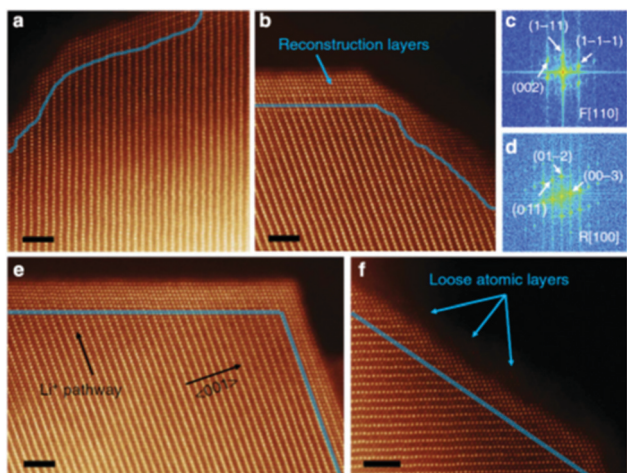 a
b
Reconstruction layers
c
(1–11)
(1–1–1)
(002)
F[110]
d
(01–2)
(00–3)
(011)
R[100]
e
Li⁺ pathway
<001>
f
Loose atomic layers